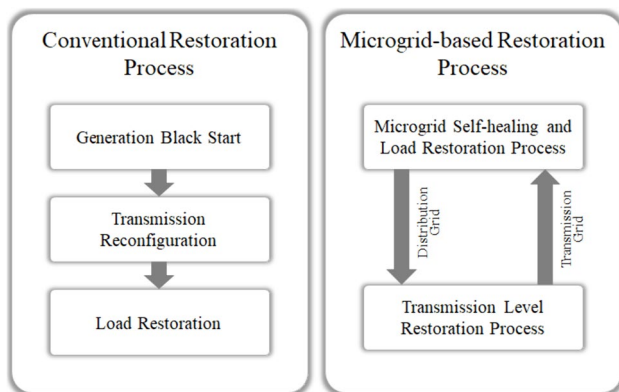 Conventional Restoration
Process
Generation Black Start
Transmission
Reconfiguration
Load Restoration
Microgrid-based Restoration
Process
Microgrid Self-healing and
Load Restoration Process
Distribution
Grid
Transmission
Grid
Transmission Level
Restoration Process